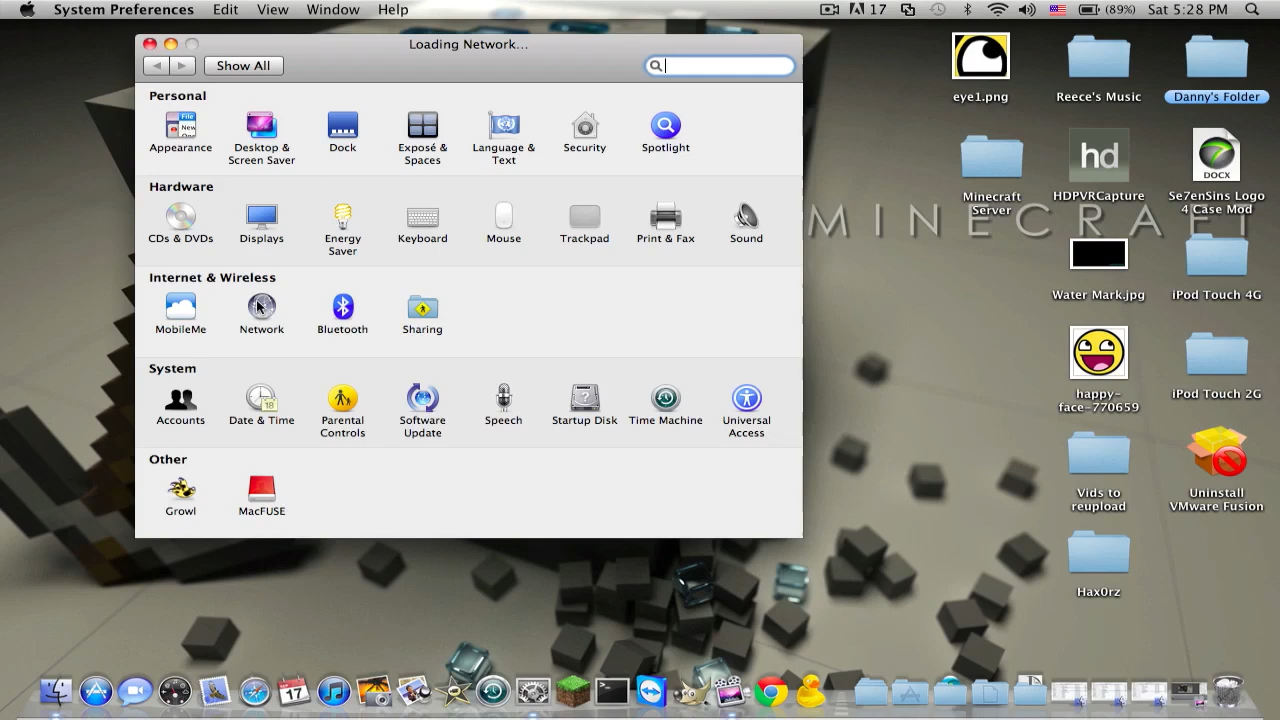 System Preferences Edit View Window Help
17 (89%) Sat 5:28 PM
Loading Network...
Show All
Personal
Appearance
Desktop &
Screen Saver
Dock
Exposé &
Spaces
Language &
Text
Security
Spotlight
Hardware
CDs & DVDs
Displays
Energy
Saver
Keyboard
Mouse
Trackpad
Print & Fax
Sound
Internet & Wireless
MobileMe
Network
Bluetooth
Sharing
System
Accounts
Date & Time
Parental
Controls
Software
Update
Speech
Startup Disk
Time Machine
Universal
Access
Other
Growl
MacFUSE
eye1.png
Reece's Music
Danny's Folder
Minecraft
Server
hd
HDPVRCapture
DOCX
Se7enSins Logo
4 Case Mod
MINECRAFT
Water Mark.jpg
iPod Touch 4G
happy-
face-770659
iPod Touch 2G
Vids to
reupload
Uninstall
VMware Fusion
Hax0rz
17